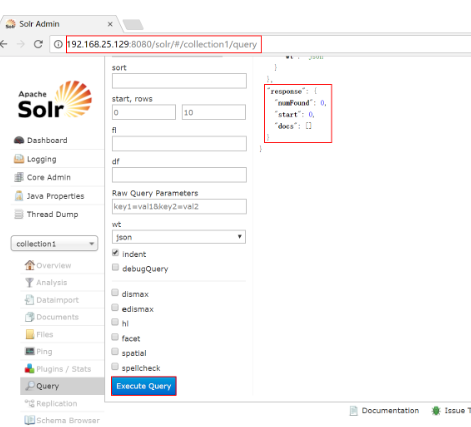 Solr Admin
192.168.25.129:8080/solr/#/collection1/query
Apache
Solr
Dashboard
Logging
Core Admin
Java Properties
Thread Dump
collection1
Overview
Analysis
Dataimport
Documents
Files
Ping
Plugins / Stats
Query
Replication
Schema Browser
sort
start, rows
0 10
fl
df
Raw Query Parameters
key1=val1&key2=val2
wt
json
indent
debugQuery
dismax
edismax
hl
facet
spatial
spellcheck
Execute Query
"wt": "json"
}
},
"response": {
"numFound": 0,
"start": 0,
"docs": []
}
}
Documentation
Issue T